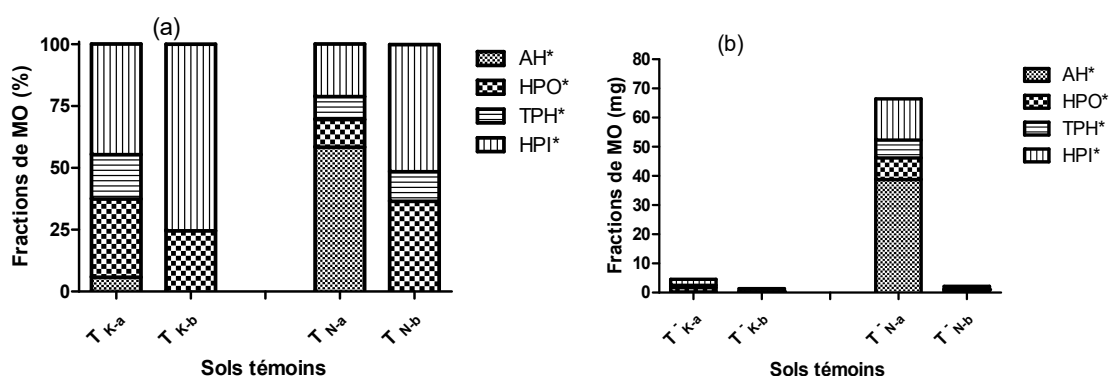 (a)
Fractions de MO (%)
100
75
50
25
0
T K-a
T K-b
T N-a
T N-b
Sols témoins
AH*
HPO*
TPH*
HPI*
(b)
Fractions de MO (mg)
80
70
60
50
40
30
20
10
0
T- K-a
T- K-b
T- N-a
T- N-b
Sols témoins
AH*
HPO*
TPH*
HPI*